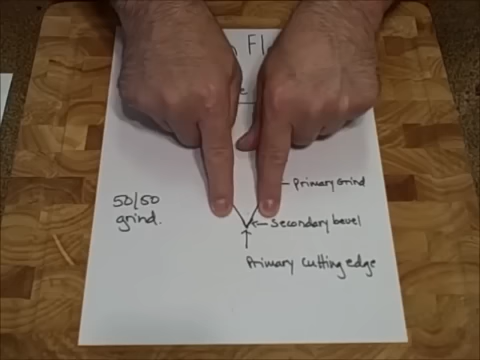 Primary Grind
50/50
grind.
Secondary bevel
Primary Cutting edge